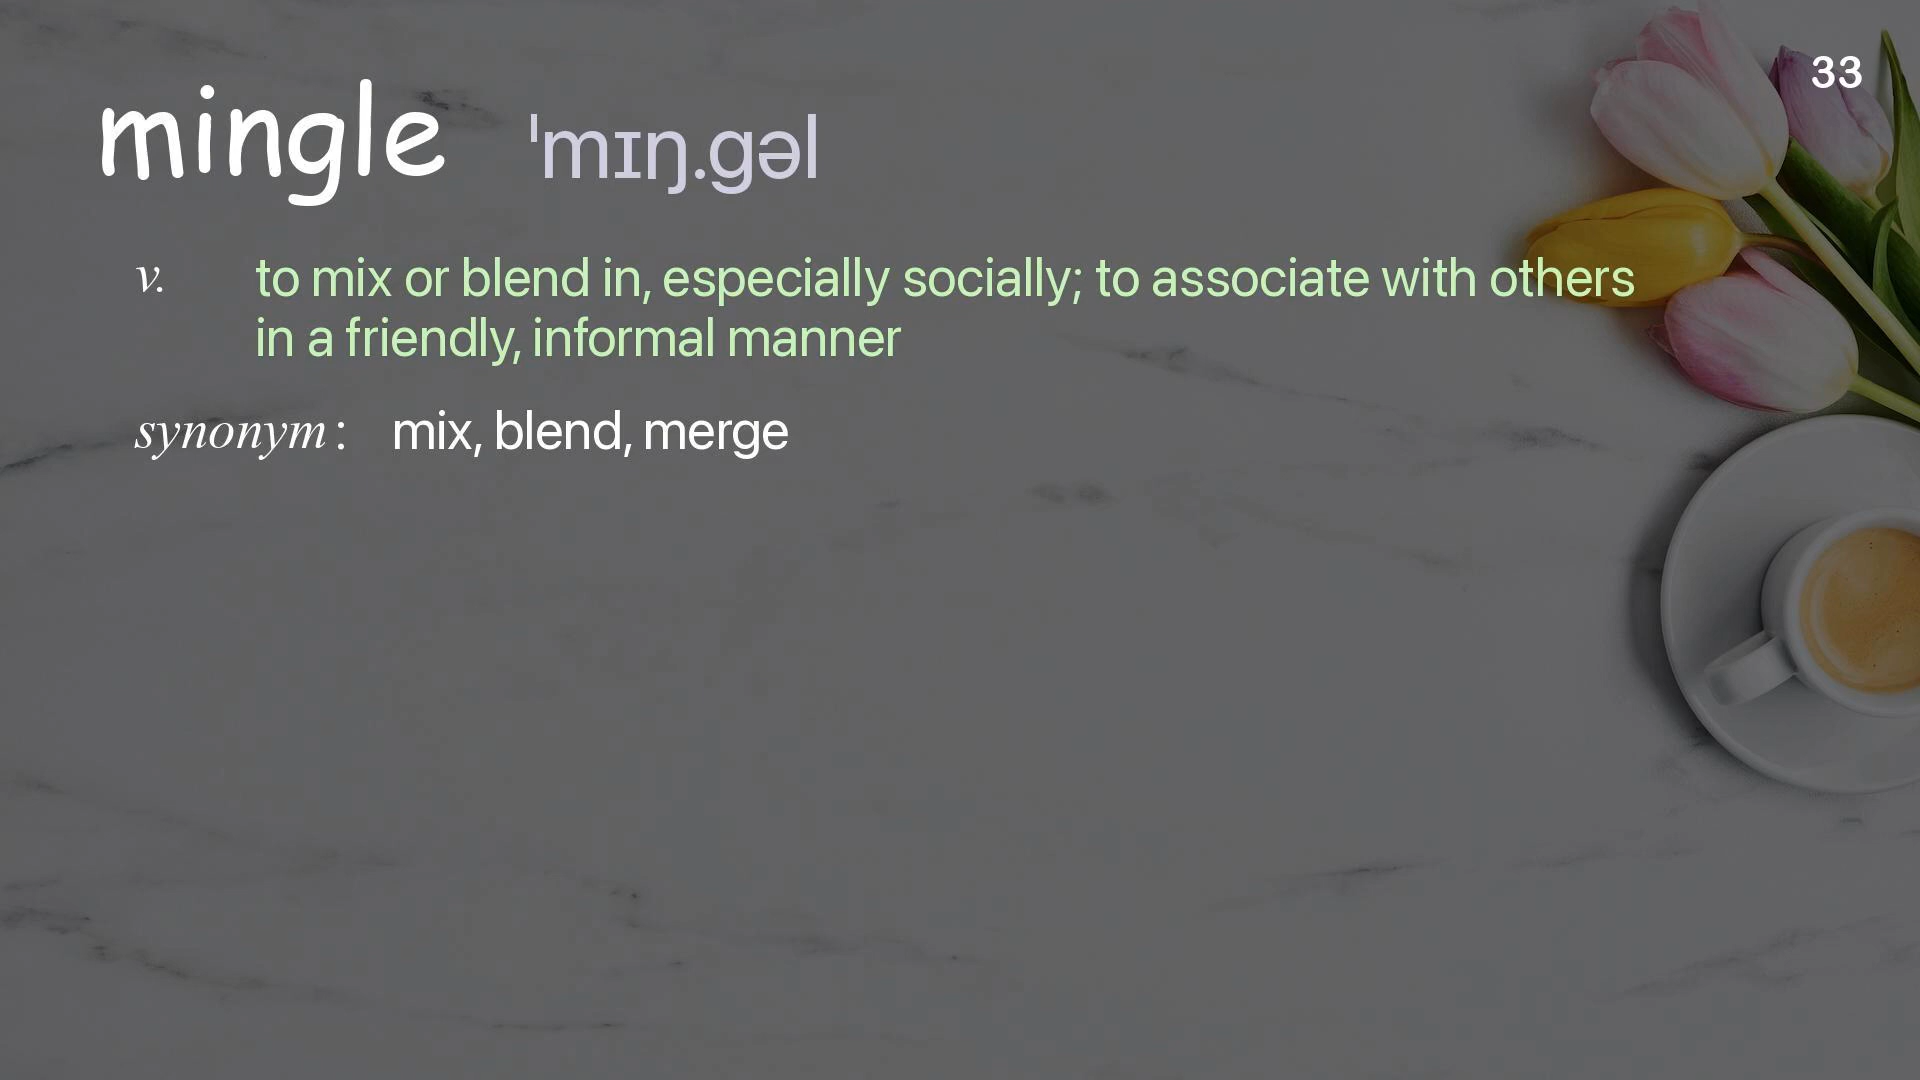 33
mingle ˈmɪŋ.gəl
v. to mix or blend in, especially socially; to associate with others
in a friendly, informal manner
synonym: mix, blend, merge